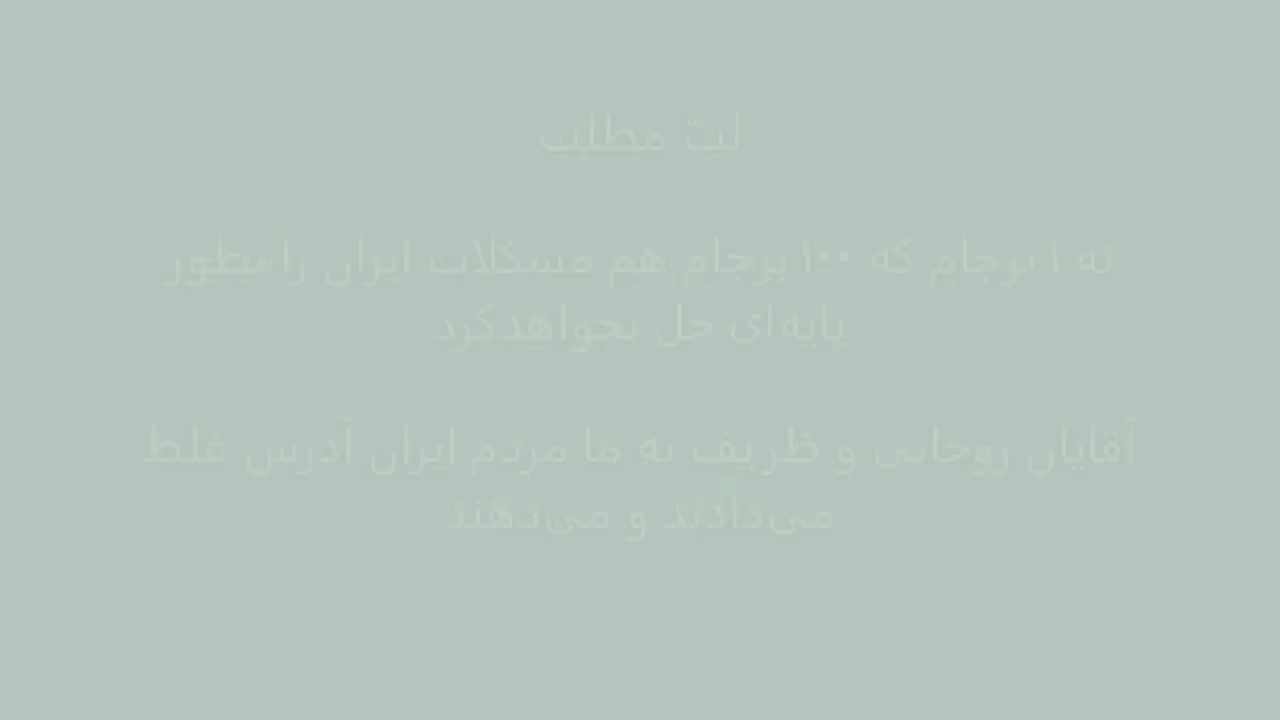 لبّ مطلب
نه ۱ برجام که ۱۰۰ برجام هم مشکلات ایران را بطور
پایه‌ای حل نخواهد کرد
آقایان روحانی و ظریف به ما مردم ایران آدرس غلط
می‌دادند و می‌دهند